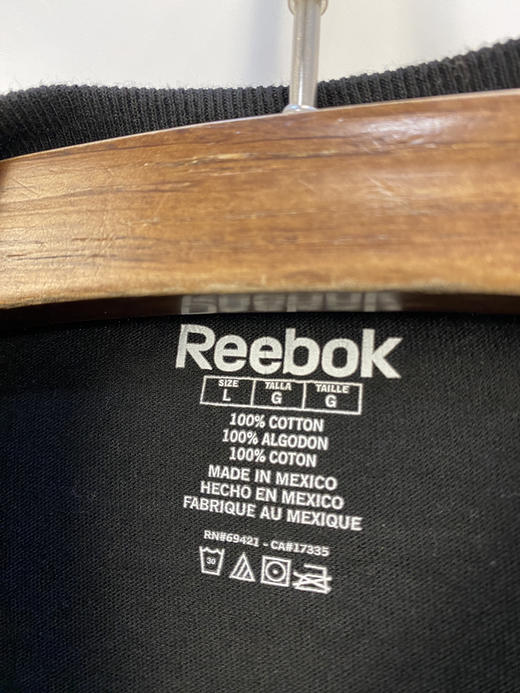 Reebok
SIZE TALLA TAILLE
L G G
100% COTTON
100% ALGODON
100% COTON
MADE IN MEXICO
HECHO EN MEXICO
FABRIQUE AU MEXIQUE
RN#69421 - CA#17335
30